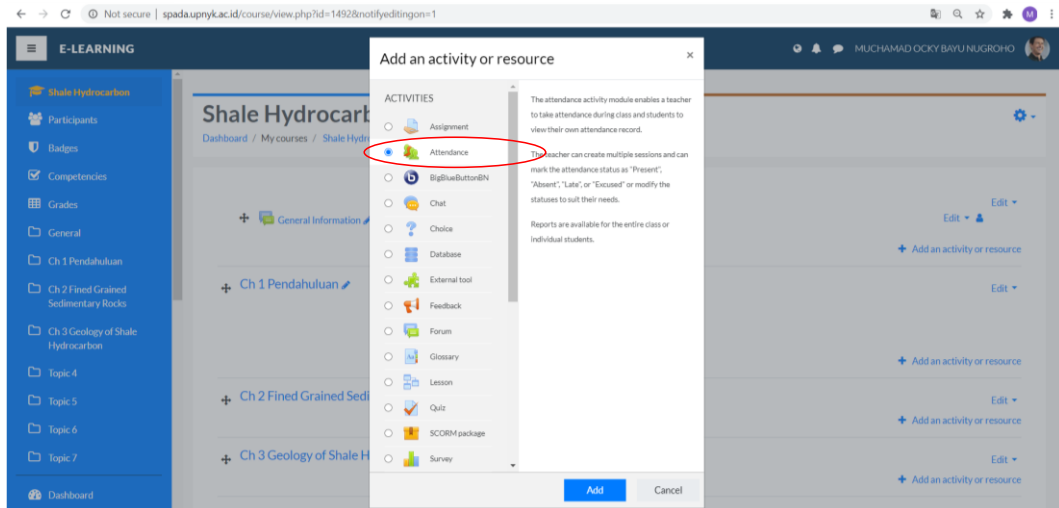 Not secure | spada.upnyk.ac.id/course/view.php?id=1492&notifyeditingon=1
M
E-LEARNING
MUCHAMAD OCKY BAYU NUGROHO
Shale Hydrocarbon
Participants
Badges
Competencies
Grades
General
Ch 1 Pendahuluan
Ch 2 Fined Grained
Sedimentary Rocks
Ch 3 Geology of Shale
Hydrocarbon
Topic 4
Topic 5
Topic 6
Topic 7
Dashboard
Shale Hydrocarb
Dashboard / My courses / Shale Hydr
General Information
Edit
Edit
+ Add an activity or resource
Ch 1 Pendahuluan
Edit
+ Add an activity or resource
Ch 2 Fined Grained Sedi
Edit
+ Add an activity or resource
Ch 3 Geology of Shale H
Edit
+ Add an activity or resource
Add an activity or resource
×
ACTIVITIES
Assignment
Attendance
BigBlueButtonBN
Chat
Choice
Database
External tool
Feedback
Forum
Glossary
Lesson
Quiz
SCORM package
Survey
The attendance activity module enables a teacher
to take attendance during class and students to
view their own attendance record.
The teacher can create multiple sessions and can
mark the attendance status as "Present",
"Absent", "Late", or "Excused" or modify the
statuses to suit their needs.
Reports are available for the entire class or
individual students.
Add
Cancel